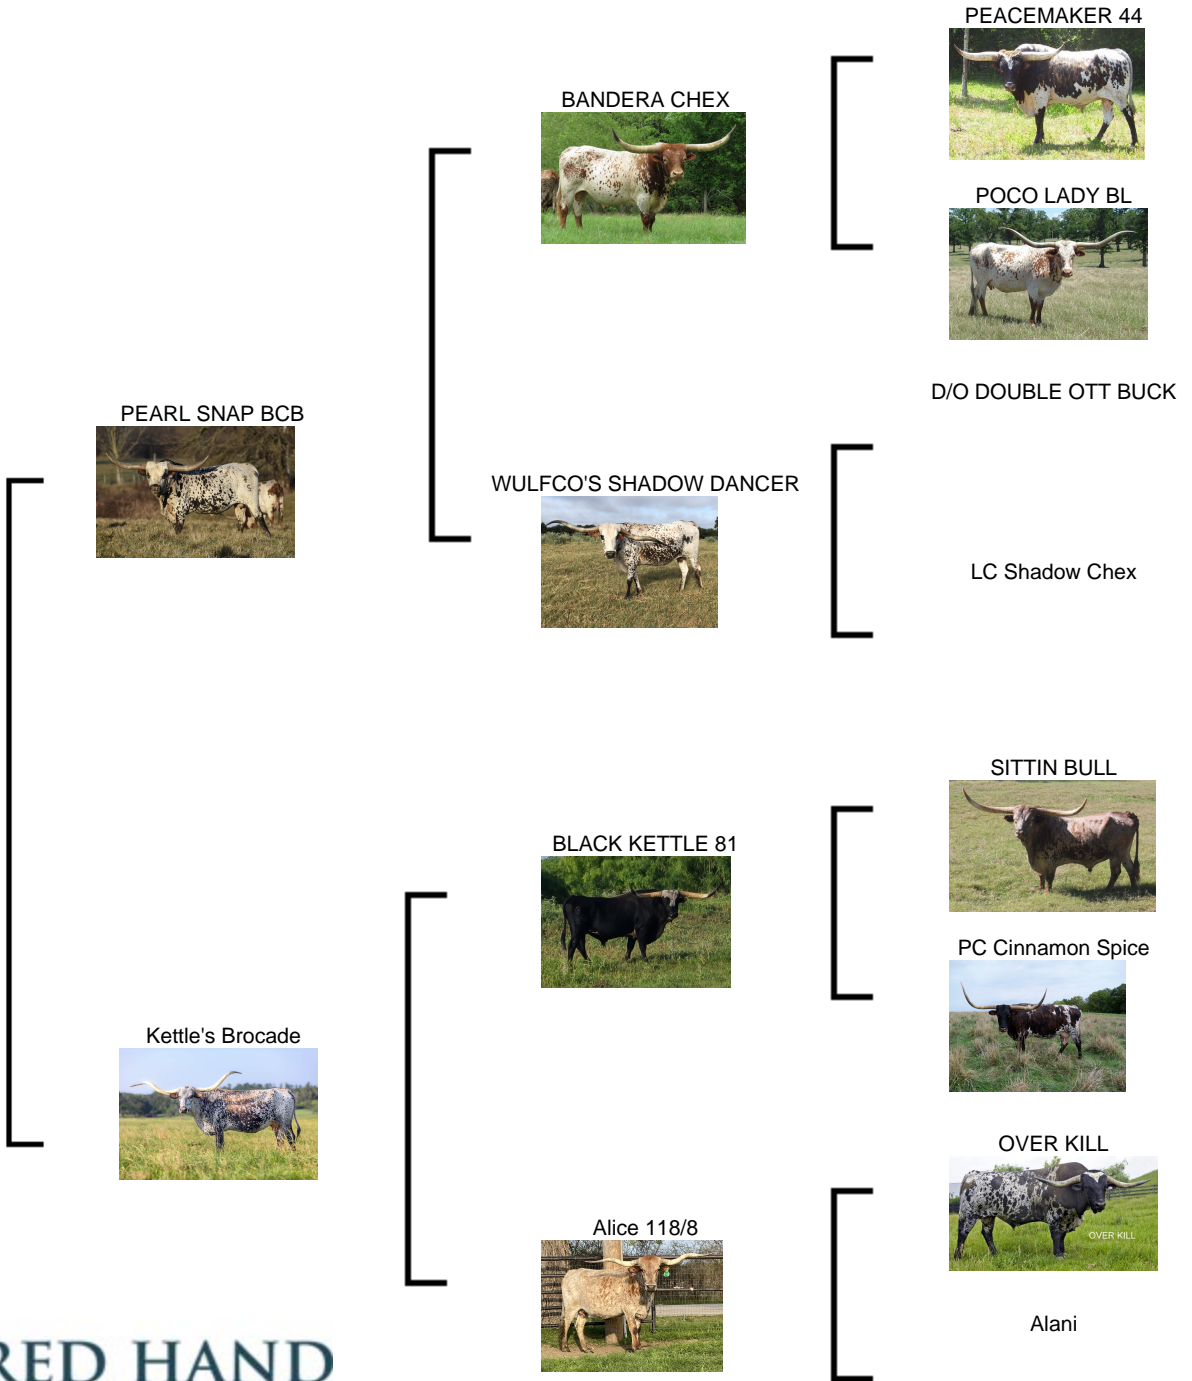 PEACEMAKER 44
BANDERA CHEX
POCO LADY BL
D/O DOUBLE OTT BUCK
PEARL SNAP BCB
WULFCO'S SHADOW DANCER
LC Shadow Chex
SITTIN BULL
BLACK KETTLE 81
PC Cinnamon Spice
Kettle's Brocade
OVER KILL
OVER KILL
Alice 118/8
Alani
RED HAND